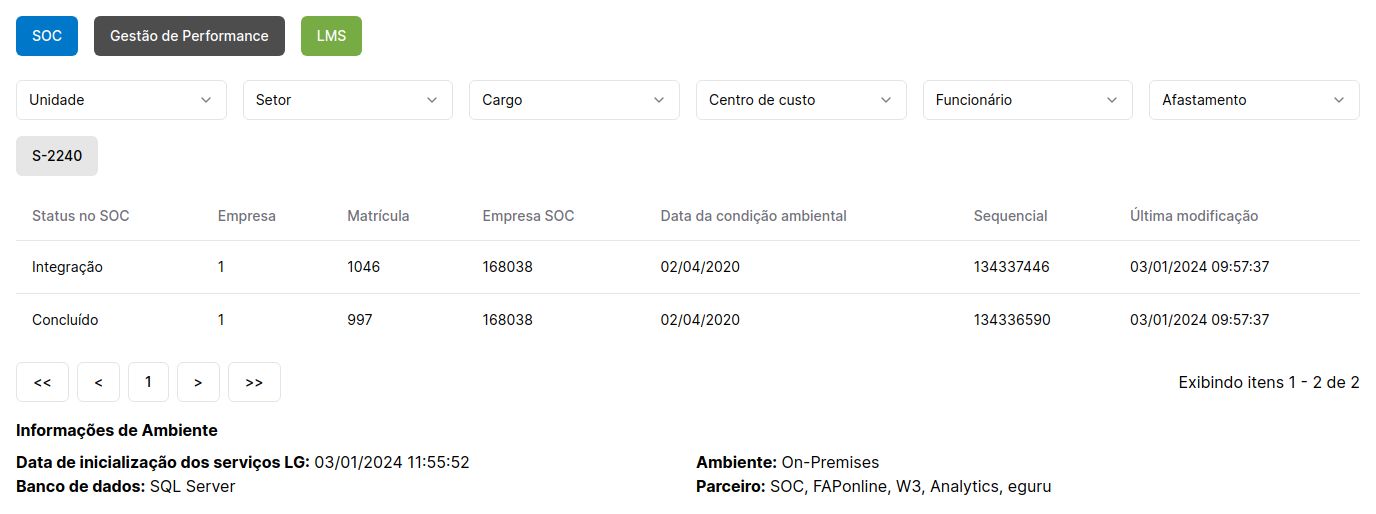 SOC Gestão de Performance LMS
Unidade Setor Cargo Centro de custo Funcionário Afastamento
S-2240
Status no SOC Empresa Matrícula Empresa SOC Data da condição ambiental Sequencial Última modificação
Integração 1 1046 168038 02/04/2020 134337446 03/01/2024 09:57:37
Concluído 1 997 168038 02/04/2020 134336590 03/01/2024 09:57:37
<< < 1 > >> Exibindo itens 1 - 2 de 2
Informações de Ambiente
Data de inicialização dos serviços LG: 03/01/2024 11:55:52 Ambiente: On-Premises
Banco de dados: SQL Server Parceiro: SOC, FAPonline, W3, Analytics, eguru